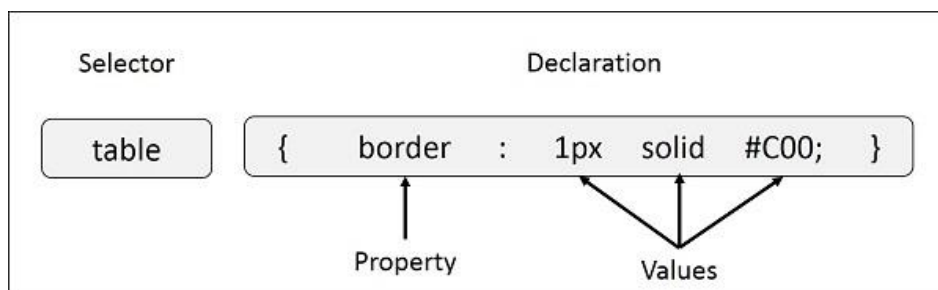 Selector Declaration
table { border : 1px solid #C00; }
Property Values